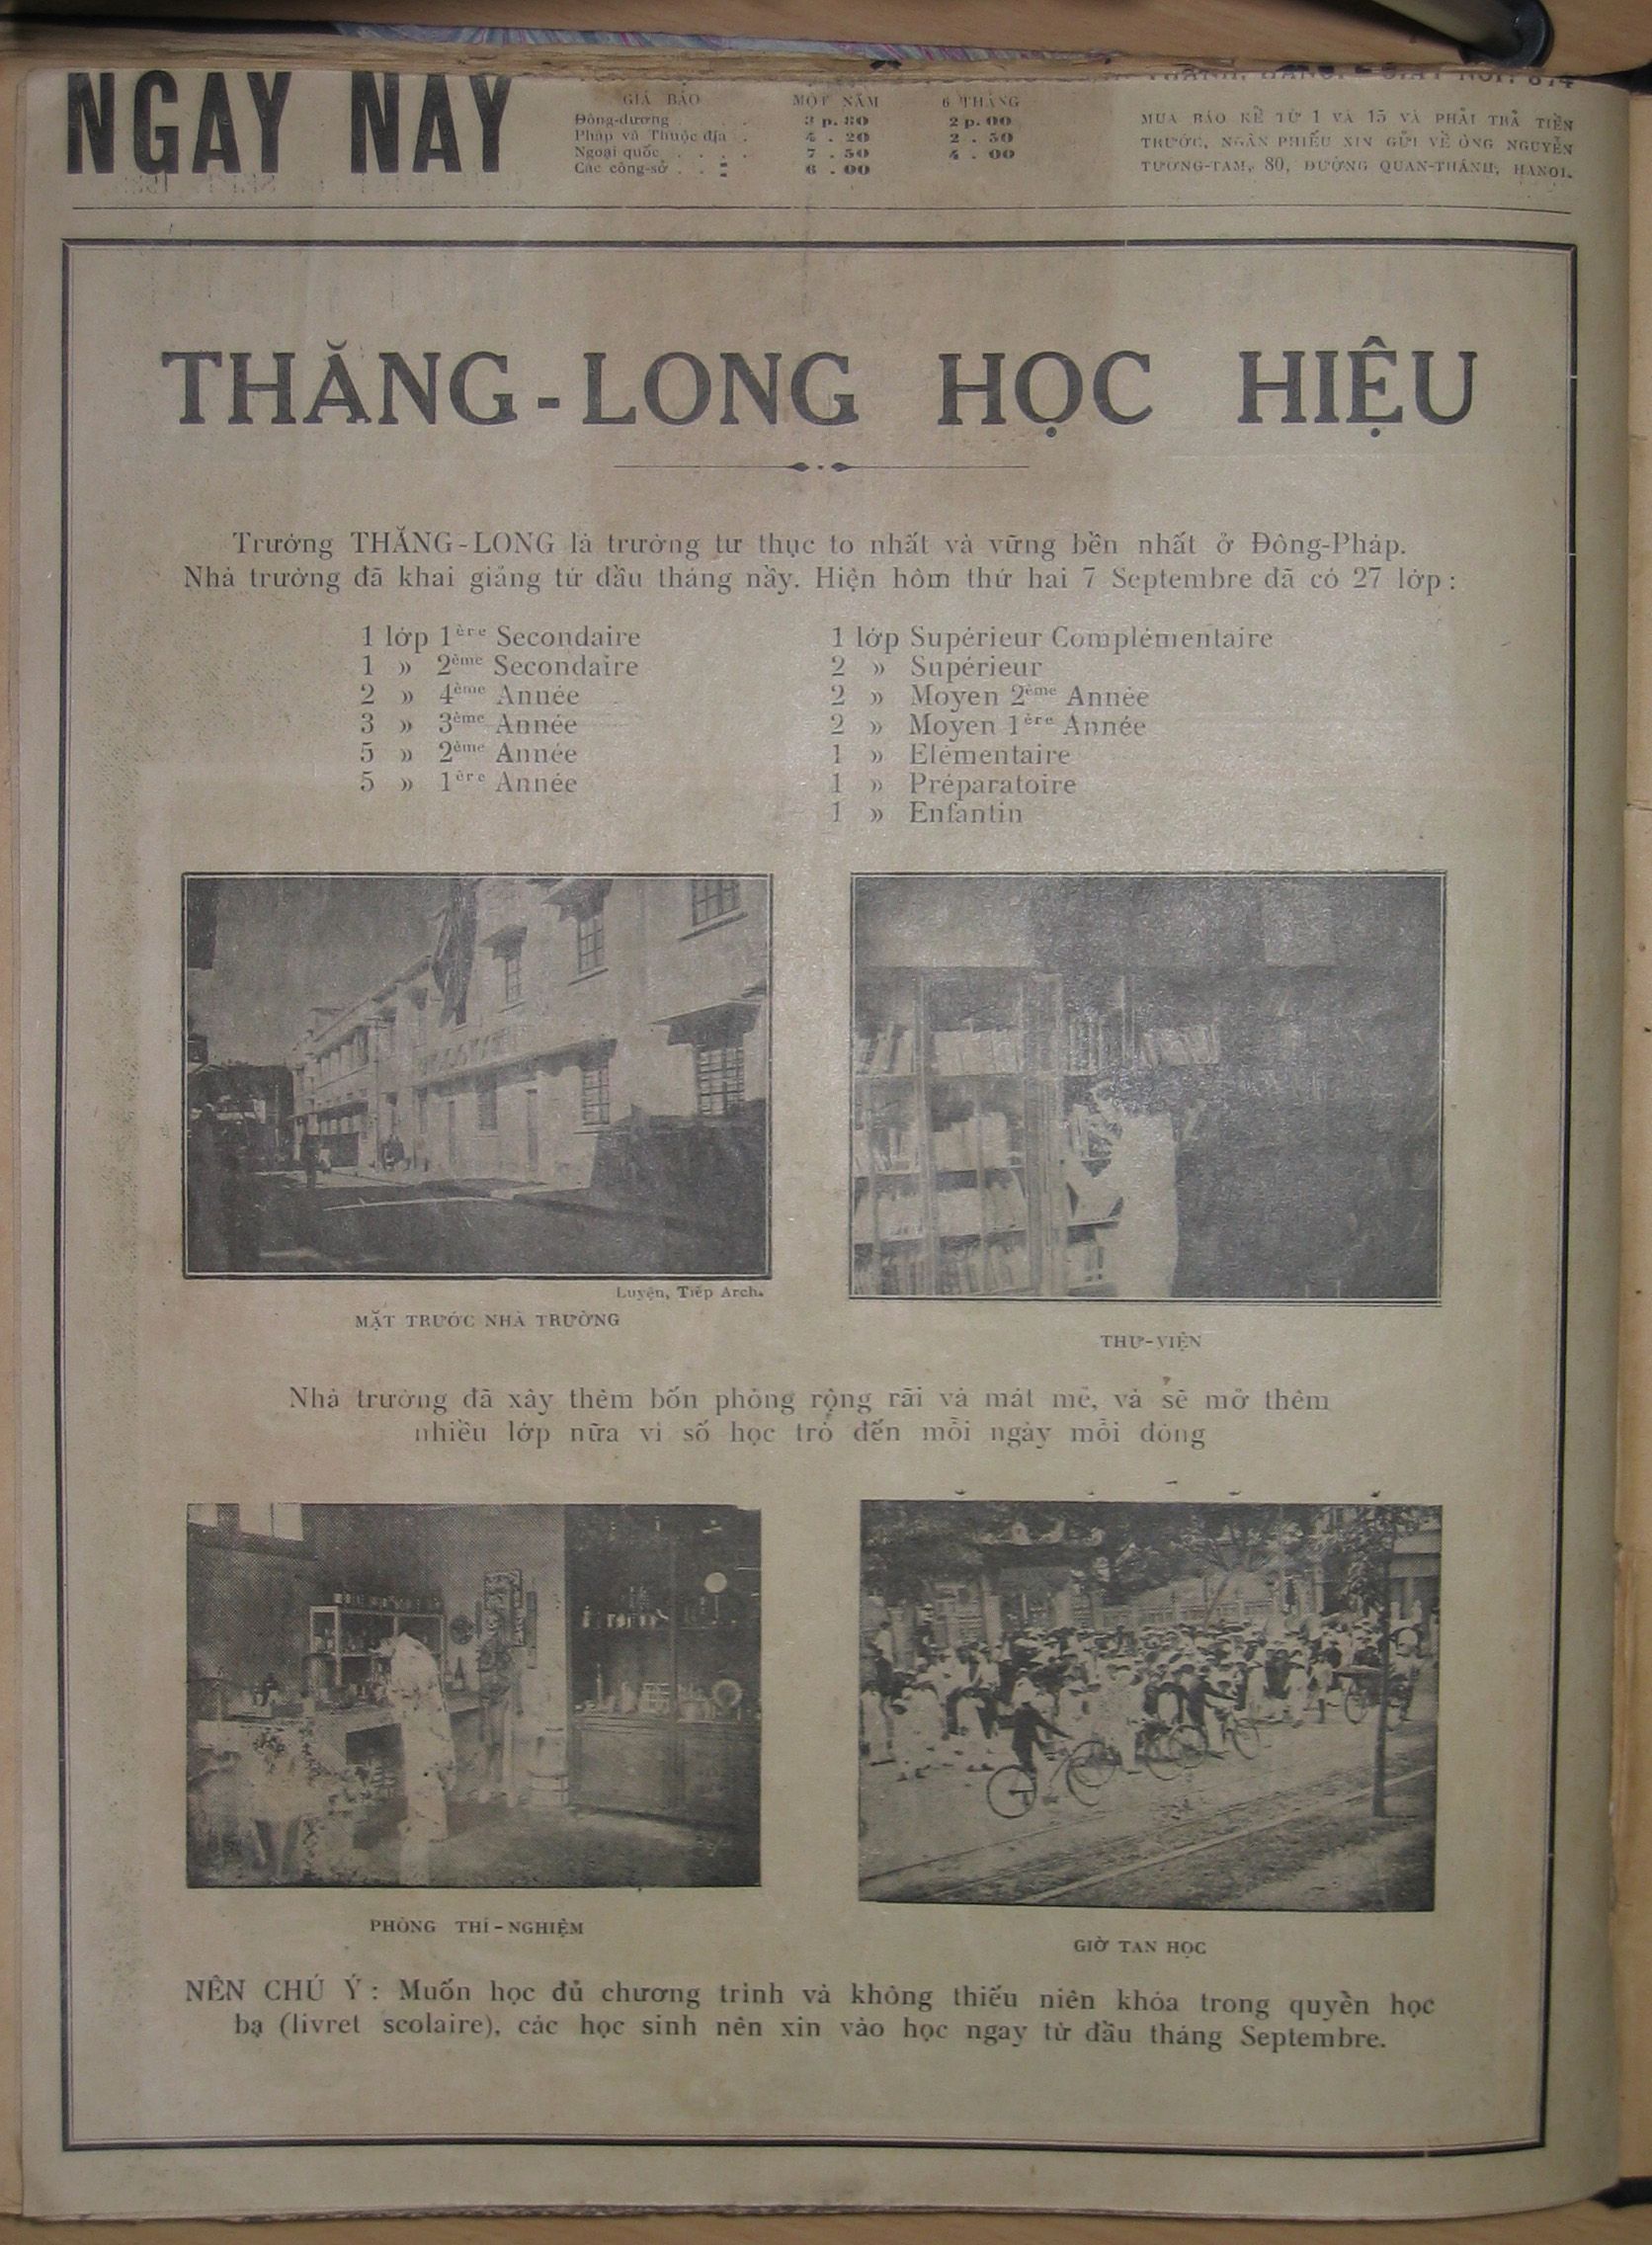 NGAY NAY
GIÁ BÁO MỘT NĂM 6 THÁNG
Đông-dương . . 3 p. 80 2 p. 00
Pháp và Thuộc địa . 4 . 20 2 . 50
Ngoại quốc . . . . 7 . 50 4 . 00
Các công-sở . . 6 . 00
MUA BÁO KỂ TỪ 1 VÀ 15 VÀ PHẢI TRẢ TIỀN
TRƯỚC, NGÂN PHIẾU XIN GỬI VỀ ÔNG NGUYỄN
TƯƠNG-TAM, 80, ĐƯỜNG QUAN-THÁNH, HANOI.
THĂNG-LONG HỌC HIỆU
Trường THĂNG-LONG là trường tư thục to nhất và vững bền nhất ở Đông-Pháp.
Nhà trường đã khai giảng từ đầu tháng nầy. Hiện hôm thứ hai 7 Septembre đã có 27 lớp :
1 lớp 1ère Secondaire
1 » 2ème Secondaire
2 » 4ème Année
3 » 3ème Année
5 » 2ème Année
5 » 1ère Année
1 lớp Supérieur Complémentaire
2 » Supérieur
2 » Moyen 2ème Année
2 » Moyen 1ère Année
1 » Elémentaire
1 » Préparatoire
1 » Enfantin
Luyện, Tiếp Arch.
MẶT TRƯỚC NHÀ TRƯỜNG
THƯ-VIỆN
Nhà trường đã xây thêm bốn phòng rộng rãi và mát mẻ, và sẽ mở thêm
nhiều lớp nữa vì số học trò đến mỗi ngày mỗi đông
PHÒNG THÍ-NGHIỆM
GIỜ TAN HỌC
NÊN CHÚ Ý : Muốn học đủ chương trình và không thiếu niên khóa trong quyền học
bạ (livret scolaire), các học sinh nên xin vào học ngay từ đầu tháng Septembre.